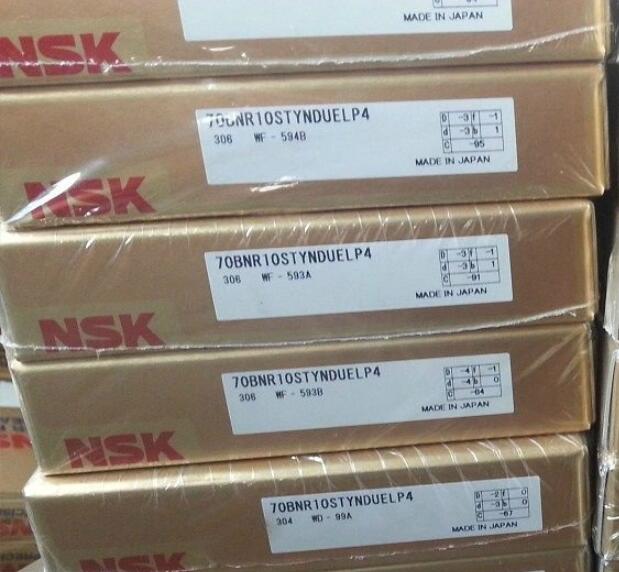 MADE IN JAPAN
NSK
70BNR10STYNDUELP4
306 WF - 594B
D -3 f -1
d -3 b 1
C -95
MADE IN JAPAN
NSK
70BNR10STYNDUELP4
306 WF - 593A
D -3 f -1
d -3 b 1
C -91
MADE IN JAPAN
NSK
70BNR10STYNDUELP4
306 WF - 593B
D -4 f -1
d -4 b 0
C -64
MADE IN JAPAN
NSK
70BNR10STYNDUELP4
304 WD - 99A
D -2 f 0
d -3 b 0
C -67
MADE IN JAPAN
NSK